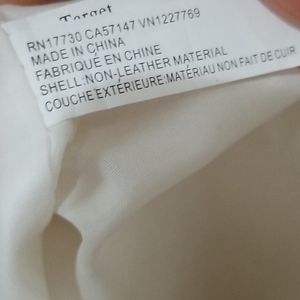 Target
RN17730 CA57147 VN1227769
MADE IN CHINA
FABRIQUE EN CHINE
SHELL:NON-LEATHER MATERIAL
COUCHE EXTÉRIEURE:MATÉRIAU NON FAIT DE CUIR